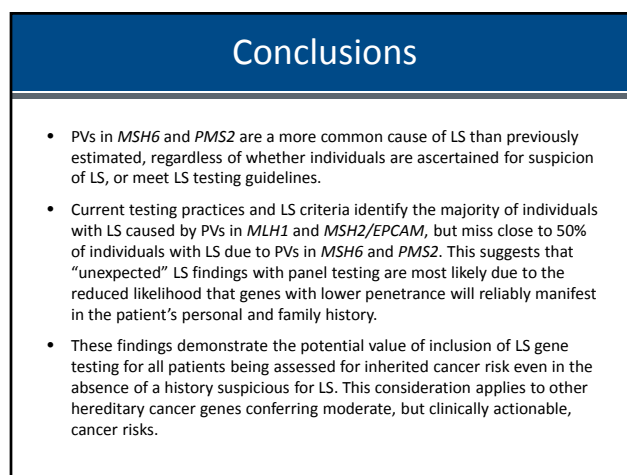 Conclusions
• PVs in MSH6 and PMS2 are a more common cause of LS than previously
estimated, regardless of whether individuals are ascertained for suspicion
of LS, or meet LS testing guidelines.
• Current testing practices and LS criteria identify the majority of individuals
with LS caused by PVs in MLH1 and MSH2/EPCAM, but miss close to 50%
of individuals with LS due to PVs in MSH6 and PMS2. This suggests that
“unexpected” LS findings with panel testing are most likely due to the
reduced likelihood that genes with lower penetrance will reliably manifest
in the patient’s personal and family history.
• These findings demonstrate the potential value of inclusion of LS gene
testing for all patients being assessed for inherited cancer risk even in the
absence of a history suspicious for LS. This consideration applies to other
hereditary cancer genes conferring moderate, but clinically actionable,
cancer risks.